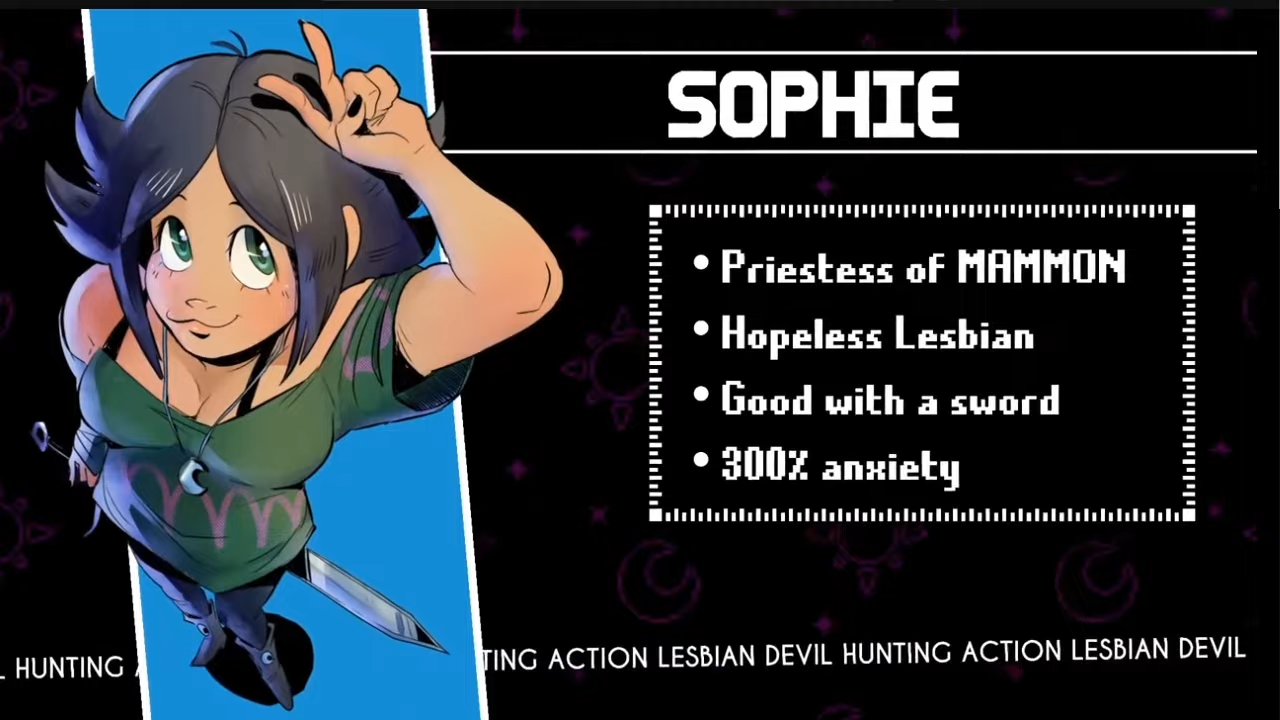 SOPHIE
• Priestess of MAMMON
• Hopeless Lesbian
• Good with a sword
• 300% anxiety
L HUNTING A TING ACTION LESBIAN DEVIL HUNTING ACTION LESBIAN DEVIL